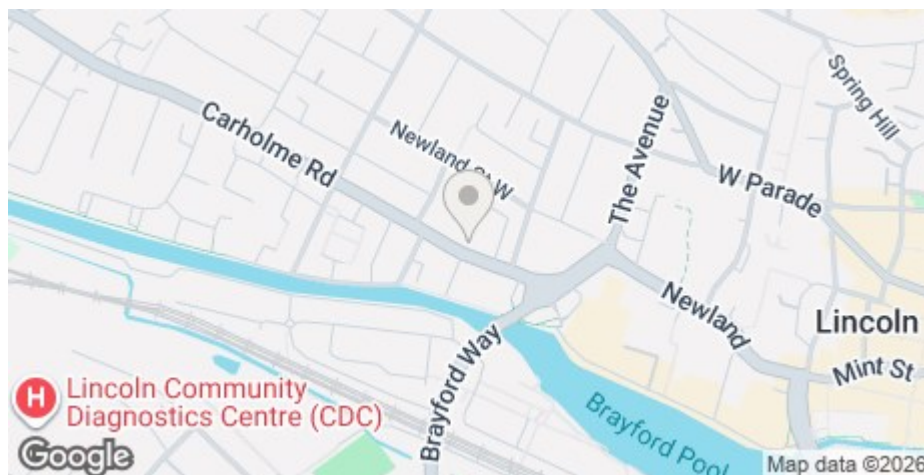 Carholme Rd
Newland St W
The Avenue
Spring Hill
W Parade
Newland
Lincoln
Mint St
Brayford Way
Brayford Pool
H
Lincoln Community
Diagnostics Centre (CDC)
Google
Map data ©2026